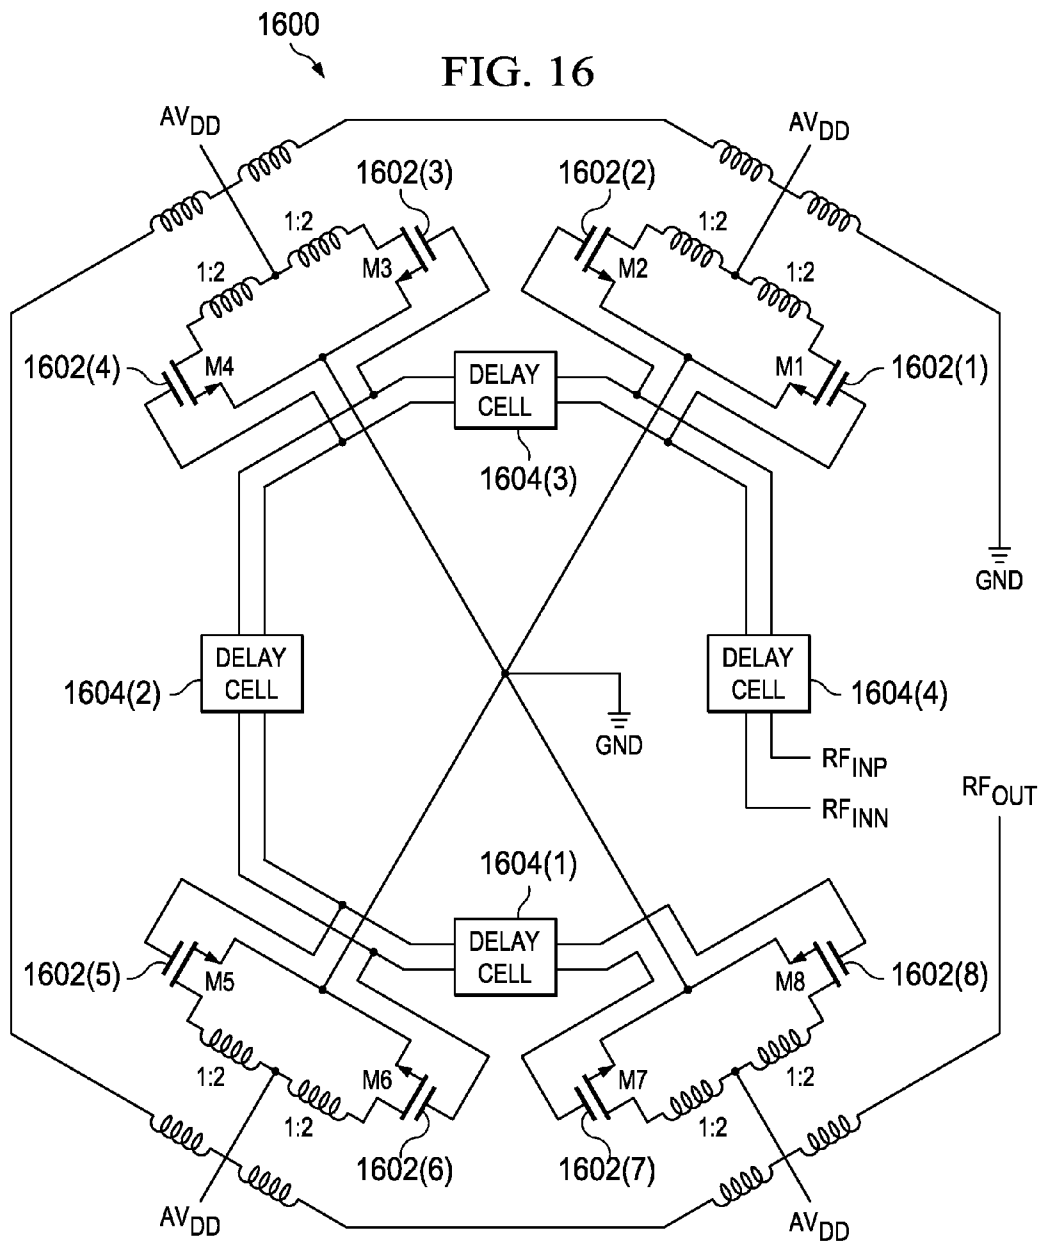 1600
FIG. 16
AVDD
AVDD
1602(3)
1602(2)
1:2
1:2
M3
M2
1:2
1:2
1602(4)
M4
M1
1602(1)
DELAY
CELL
1604(3)
GND
DELAY
CELL
1604(2)
DELAY
CELL
1604(4)
GND
RFINP
RFINN
RFOUT
1604(1)
DELAY
CELL
1602(5)
M5
M8
1602(8)
M6
M7
1:2
1:2
1:2
1:2
1602(6)
1602(7)
AVDD
AVDD